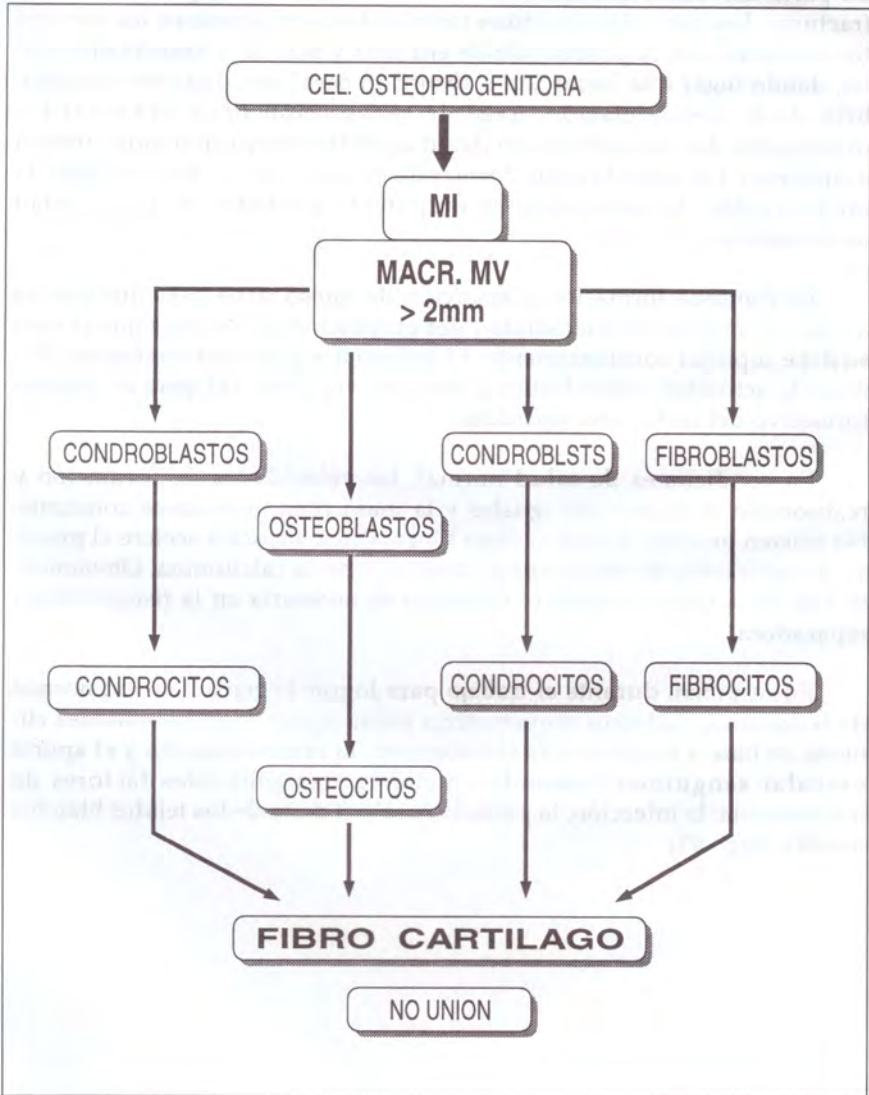 CEL. OSTEOPROGENITORA
MI
MACR. MV
> 2mm
CONDROBLASTOS
CONDROBLSTS
FIBROBLASTOS
OSTEOBLASTOS
CONDROCITOS
CONDROCITOS
FIBROCITOS
OSTEOCITOS
FIBRO CARTILAGO
NO UNION